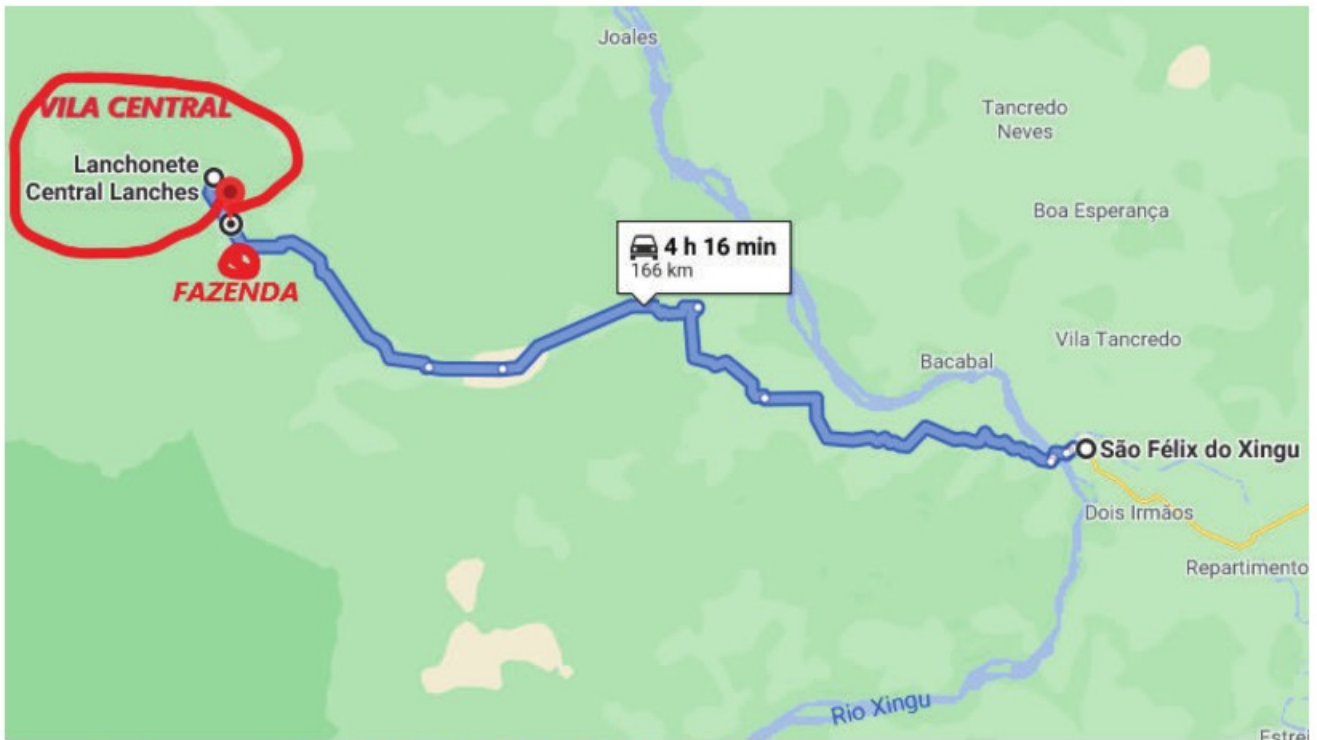 Joales
VILA CENTRAL
Tancredo
Neves
Lanchonete
Central Lanches
Boa Esperança
4 h 16 min
166 km
FAZENDA
Vila Tancredo
Bacabal
São Félix do Xingu
Dois Irmãos
Repartimento
Rio Xingu
Estrei